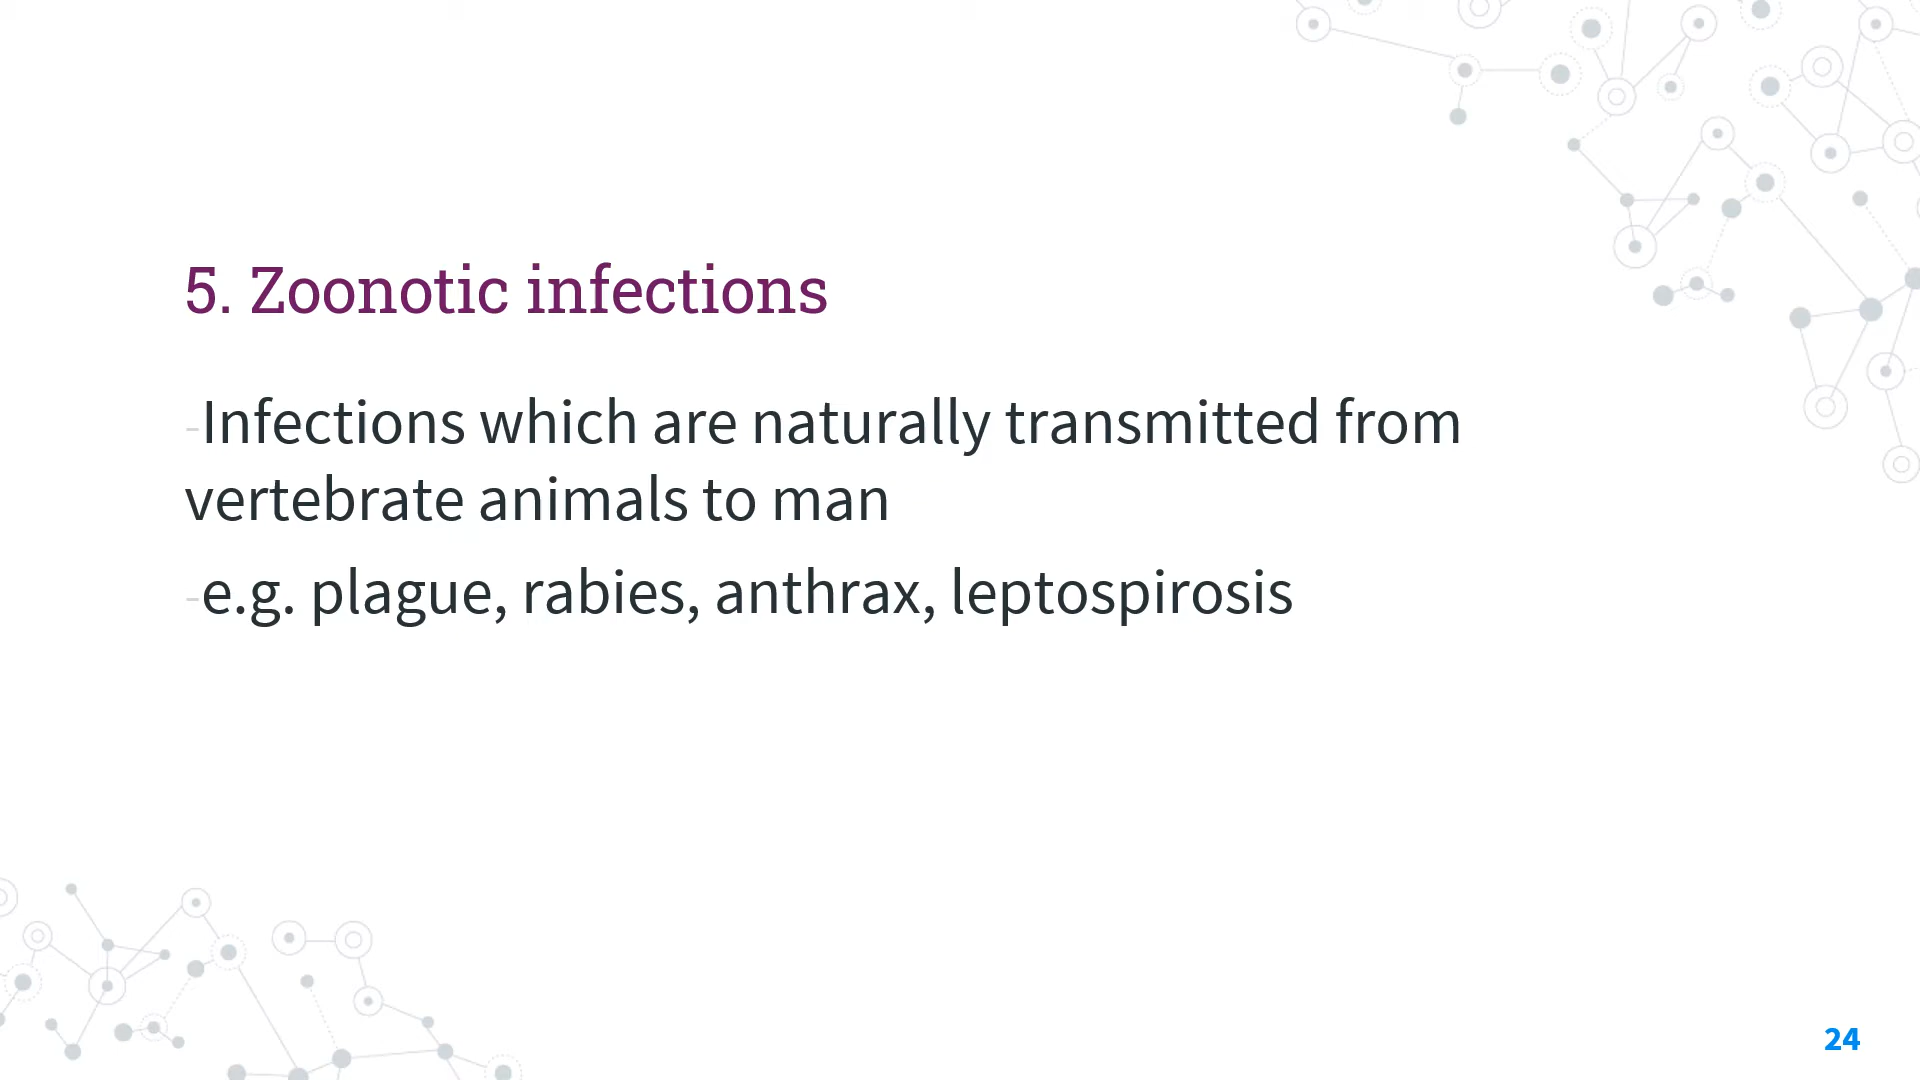 5. Zoonotic infections
-Infections which are naturally transmitted from
vertebrate animals to man
-e.g. plague, rabies, anthrax, leptospirosis
24